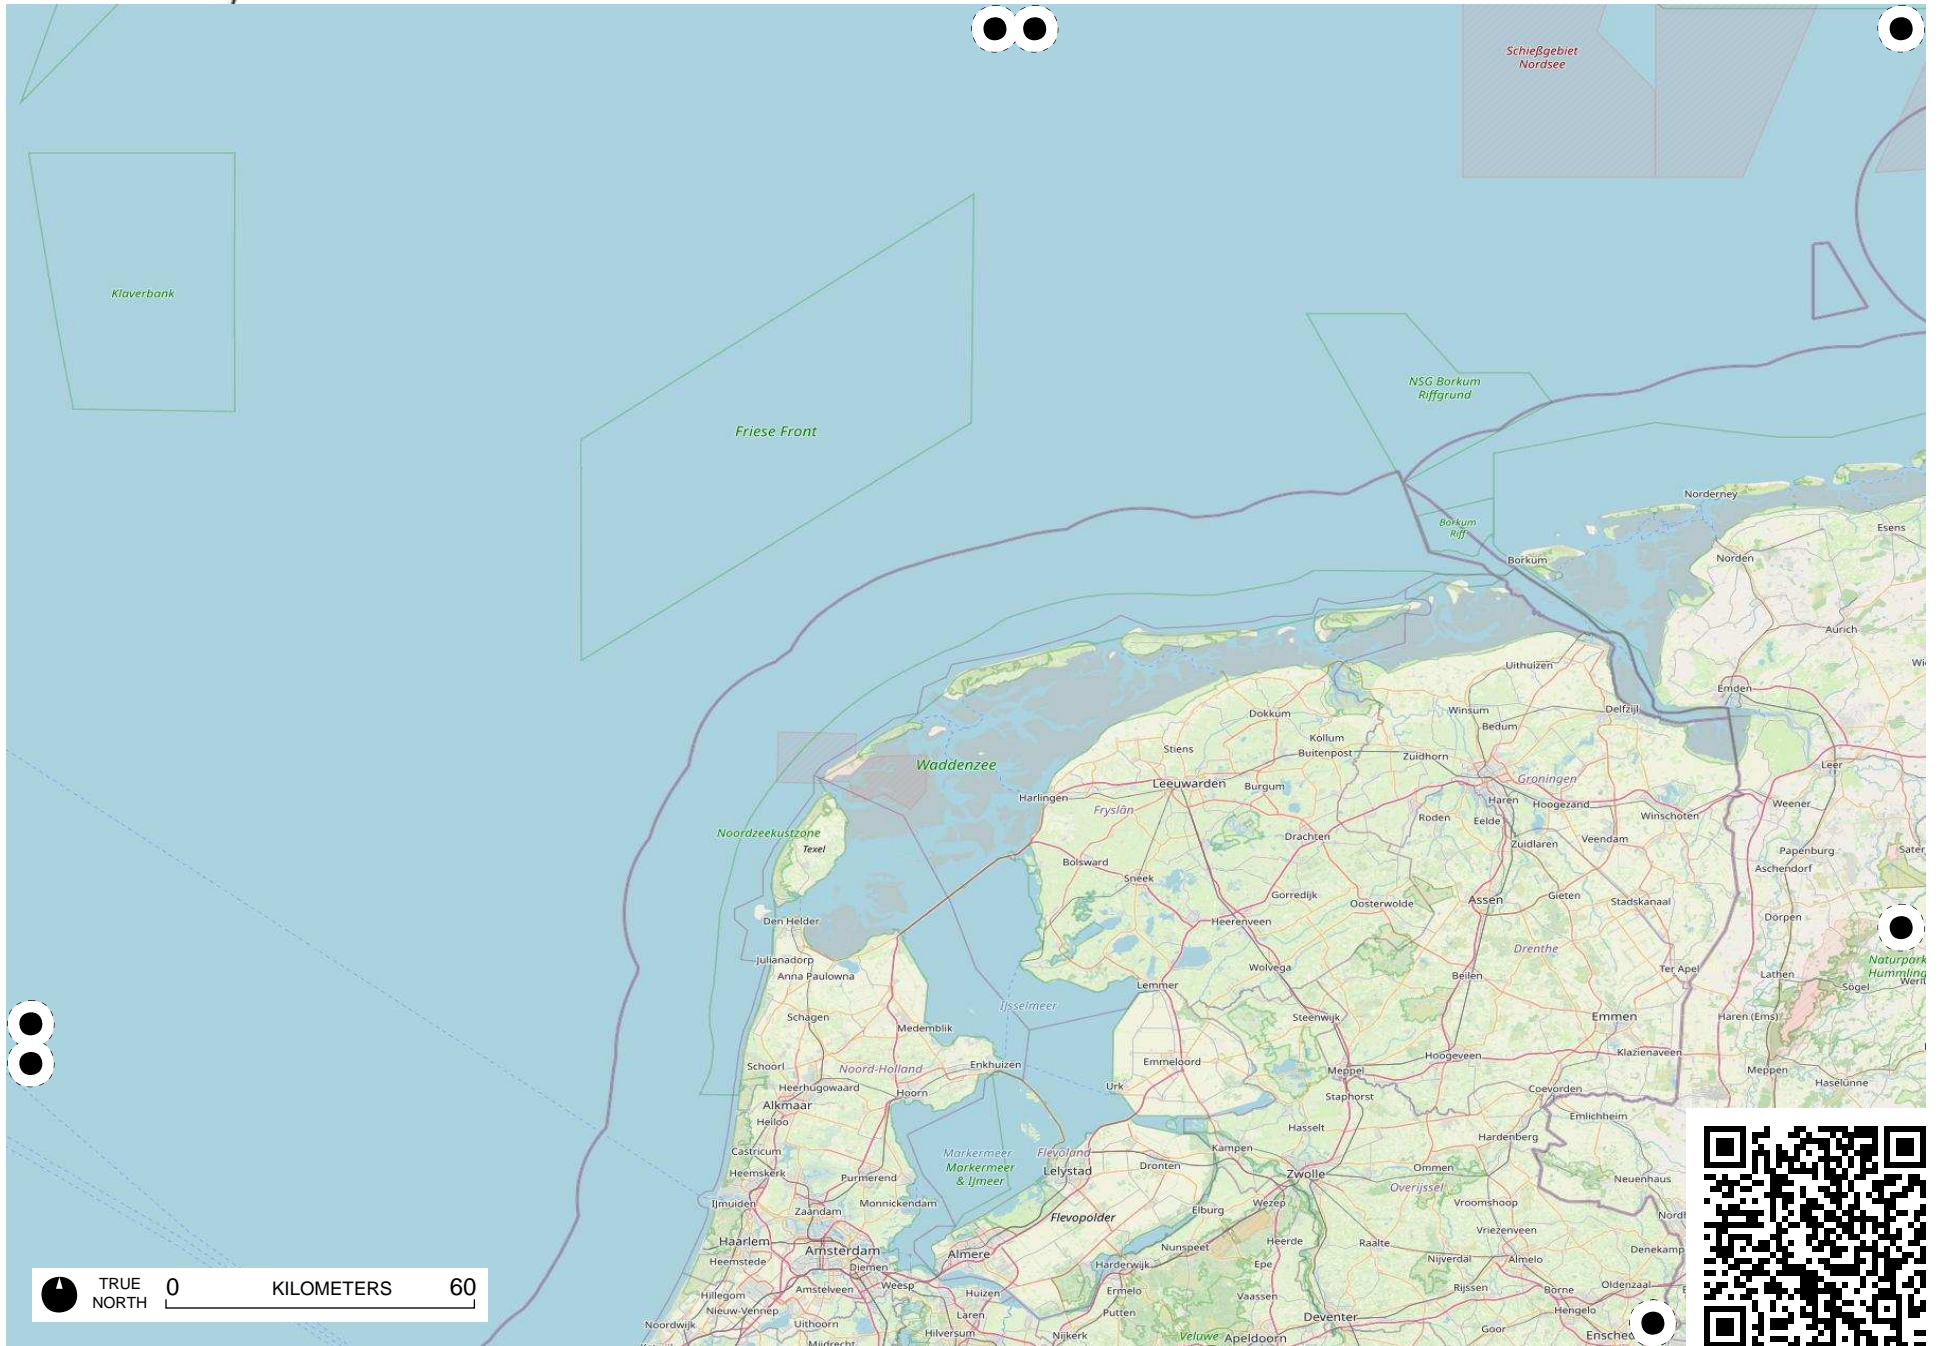 Schießgebiet
Nordsee
Klaverbank
NSG Borkum
Riffgrund
Friese Front
Norderney
Borkum
Riff
Esens
Borkum
Norden
Aurich
Uithuizen
Emden
Dokkum
Winsum
Delfzijl
Bedum
Kollum
Stiens
Buitenpost
Zuidhorn
Waddenzee
Leer
Groningen
Leeuwarden
Burgum
Harlingen
Haren
Hoogezand
Weener
Fryslân
Roden
Eelde
Winschoten
Noordzeekustzone
Drachten
Veendam
Texel
Zuidlaren
Papenburg
Bolsward
Aschendorf
Sneek
Gorredijk
Gieten
Assen
Stadskanaal
Oosterwolde
Den Helder
Heerenveen
Dörpen
Drenthe
Julianadorp
Naturpark
Wolvega
Ter Apel
Anna Paulowna
Beilen
Lathen
Lemmer
Sögel
IJsselmeer
Schagen
Steenwijk
Emmen
Haren (Ems)
Medemblik
Hoogeveen
Klazienaveen
Emmeloord
Schoorl
Enkhuizen
Noord-Holland
Meppel
Meppen
Urk
Haselünne
Heerhugowaard
Coevorden
Hoorn
Staphorst
Alkmaar
Emlichheim
Heiloo
Hasselt
Hardenberg
Castricum
Markermeer
Flevoland
Kampen
Markermeer
& IJmeer
Lelystad
Dronten
Ommen
Heemskerk
Zwolle
Purmerend
Neuenhaus
Overijssel
IJmuiden
Monnickendam
Wezep
Vroomshoop
Zaandam
Elburg
Flevopolder
Vriezenveen
Haarlem
Heerde
Raalte
Amsterdam
Almere
Nunspeet
Denekamp
Nijverdal
Almelo
Heemstede
Diemen
Harderwijk
Epe
TRUE
NORTH
0
KILOMETERS
60
Weesp
Amstelveen
Oldenzaal
Rijssen
Borne
Hillegom
Huizen
Ermelo
Vaassen
Nieuw-Vennep
Hengelo
Laren
Putten
Deventer
Noordwijk
Uithoorn
Goor
Hilversum
Nijkerk
Veluwe
Apeldoorn